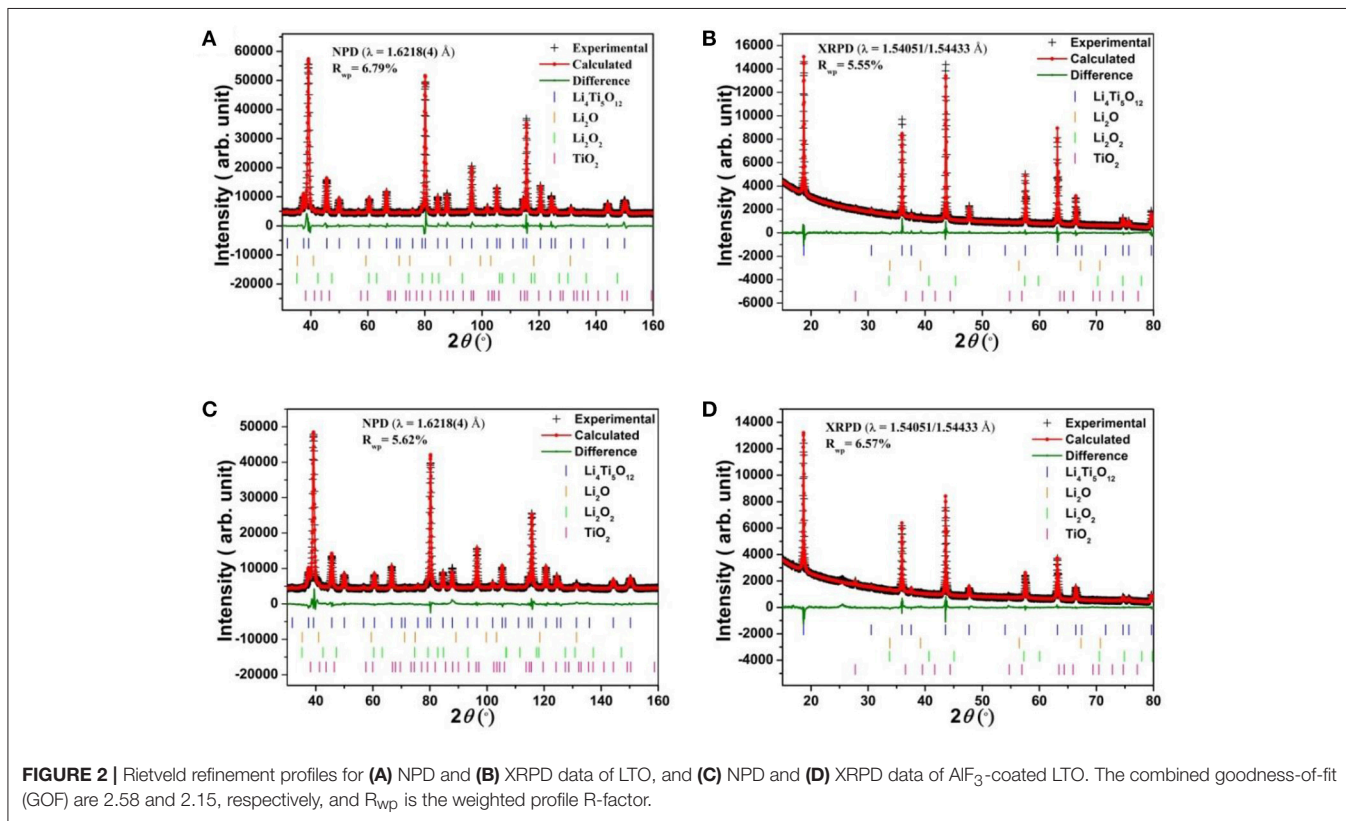 A
NPD (λ = 1.6218(4) Å)
R_wp = 6.79%
Experimental
Calculated
Difference
Li₄Ti₅O₁₂
Li₂O
Li₂O₂
TiO₂
Intensity ( arb. unit)
60000
50000
40000
30000
20000
10000
0
-10000
-20000
40 60 80 100 120 140 160
2θ (°)
B
XRPD (λ = 1.54051/1.54433 Å)
R_wp = 5.55%
Experimental
Calculated
Difference
Li₄Ti₅O₁₂
Li₂O
Li₂O₂
TiO₂
Intensity ( arb. unit)
16000
14000
12000
10000
8000
6000
4000
2000
0
-2000
-4000
-6000
20 30 40 50 60 70 80
2θ (°)
C
NPD (λ = 1.6218(4) Å)
R_wp = 5.62%
Experimental
Calculated
Difference
Li₄Ti₅O₁₂
Li₂O
Li₂O₂
TiO₂
Intensity ( arb. unit)
50000
40000
30000
20000
10000
0
-10000
-20000
40 60 80 100 120 140 160
2θ (°)
D
XRPD (λ = 1.54051/1.54433 Å)
R_wp = 6.57%
Experimental
Calculated
Difference
Li₄Ti₅O₁₂
Li₂O
Li₂O₂
TiO₂
Intensity ( arb. unit)
14000
12000
10000
8000
6000
4000
2000
0
-2000
-4000
20 30 40 50 60 70 80
2θ (°)
FIGURE 2 | Rietveld refinement profiles for (A) NPD and (B) XRPD data of LTO, and (C) NPD and (D) XRPD data of AlF₃-coated LTO. The combined goodness-of-fit
(GOF) are 2.58 and 2.15, respectively, and R_wp is the weighted profile R-factor.